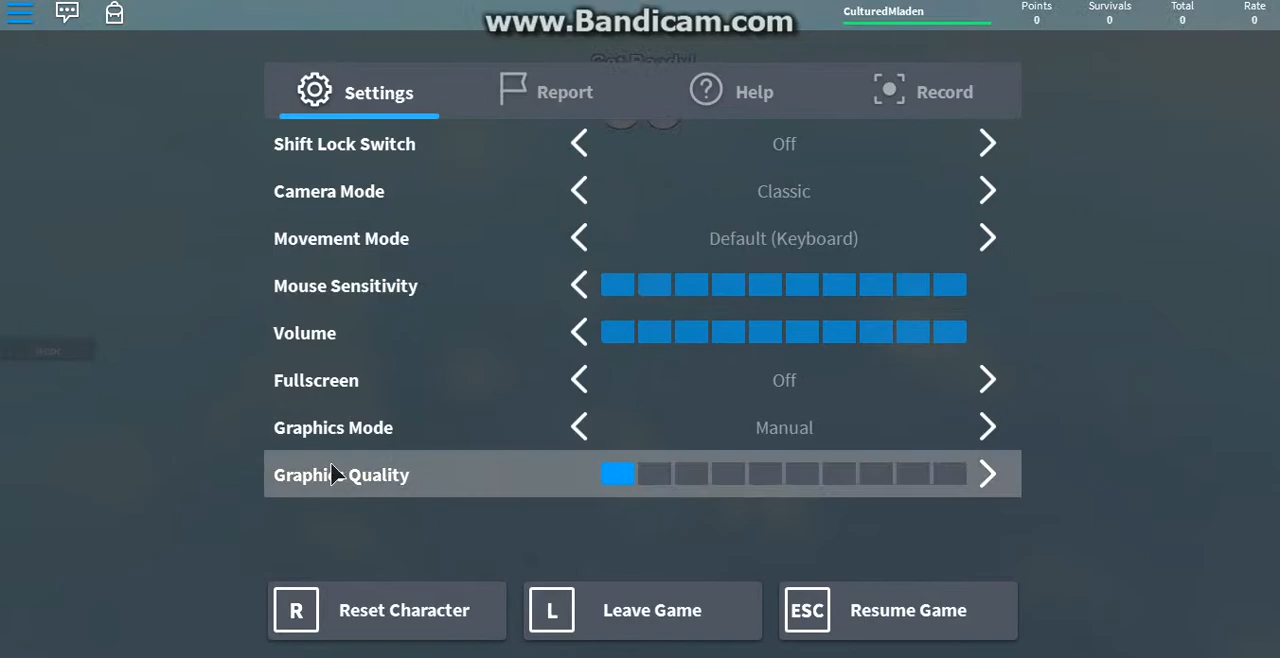 www.Bandicam.com
CulturedMladen
Points
0
Survivals
0
Total
0
Rate
0
Get Ready!
Settings
Report
Help
Record
Shift Lock Switch
Off
Camera Mode
Classic
Movement Mode
Default (Keyboard)
Mouse Sensitivity
Volume
Fullscreen
Off
Graphics Mode
Manual
Graphics Quality
R
Reset Character
L
Leave Game
ESC
Resume Game